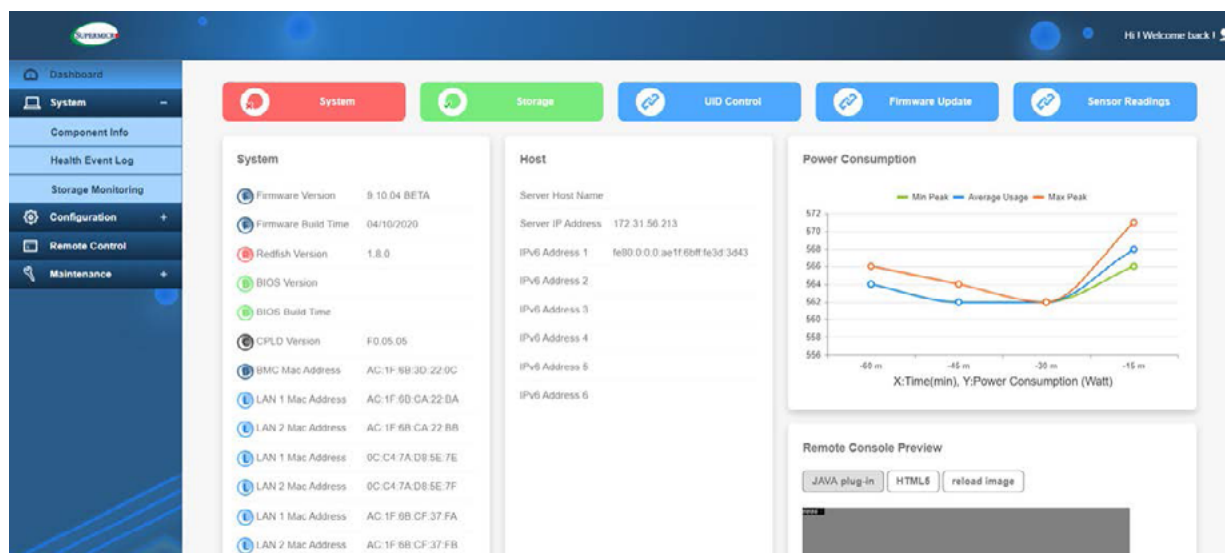 SUPERMICR
Hi ! Welcome back !
Dashboard
System
Component Info
Health Event Log
Storage Monitoring
Configuration
Remote Control
Maintenance
System
Storage
UID Control
Firmware Update
Sensor Readings
System
Firmware Version 9.10.04 BETA
Firmware Build Time 04/10/2020
Redfish Version 1.8.0
BIOS Version
BIOS Build Time
CPLD Version F0.05.05
BMC Mac Address AC:1F:6B:3D:22:0C
LAN 1 Mac Address AC:1F:6B:CA:22:BA
LAN 2 Mac Address AC:1F:6B:CA:22:BB
LAN 1 Mac Address 0C:C4:7A:D8:5E:7E
LAN 2 Mac Address 0C:C4:7A:D8:5E:7F
LAN 1 Mac Address AC:1F:6B:CF:37:FA
LAN 2 Mac Address AC:1F:6B:CF:37:FB
Host
Server Host Name
Server IP Address 172.31.56.213
IPv6 Address 1 fe80:0:0:0:ae1f:6bff:fe3d:3d43
IPv6 Address 2
IPv6 Address 3
IPv6 Address 4
IPv6 Address 5
IPv6 Address 6
Power Consumption
Min Peak Average Usage Max Peak
572
570
568
566
564
562
560
558
556
-60 m -45 m -30 m -15 m
X:Time(min), Y:Power Consumption (Watt)
Remote Console Preview
JAVA plug-in HTML5 reload image